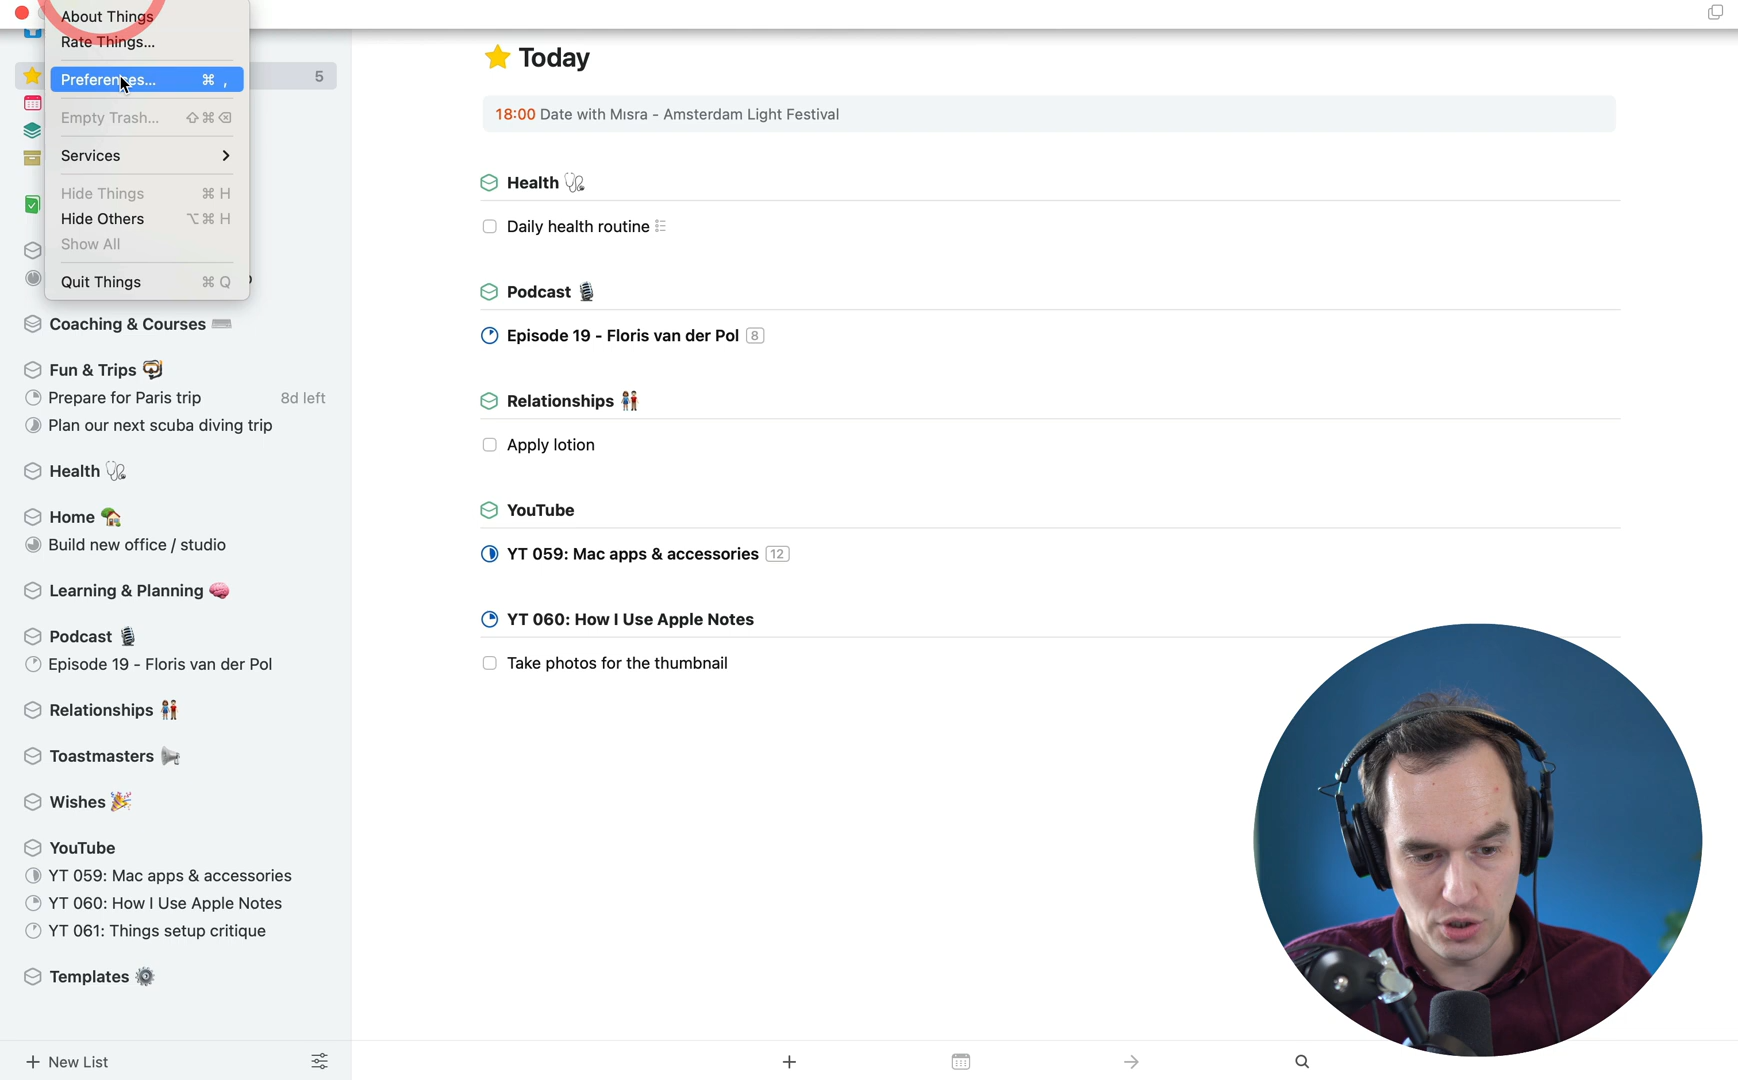 About Things
Rate Things...
Preferences... ⌘ ,
Empty Trash... ⇧⌘⌫
Services
Hide Things ⌘ H
Hide Others ⌥⌘ H
Show All
Quit Things ⌘ Q
5
Coaching & Courses
Fun & Trips
Prepare for Paris trip 8d left
Plan our next scuba diving trip
Health
Home
Build new office / studio
Learning & Planning
Podcast
Episode 19 - Floris van der Pol
Relationships
Toastmasters
Wishes
YouTube
YT 059: Mac apps & accessories
YT 060: How I Use Apple Notes
YT 061: Things setup critique
Templates
New List
Today
18:00 Date with Mısra - Amsterdam Light Festival
Health
Daily health routine
Podcast
Episode 19 - Floris van der Pol 8
Relationships
Apply lotion
YouTube
YT 059: Mac apps & accessories 12
YT 060: How I Use Apple Notes
Take photos for the thumbnail